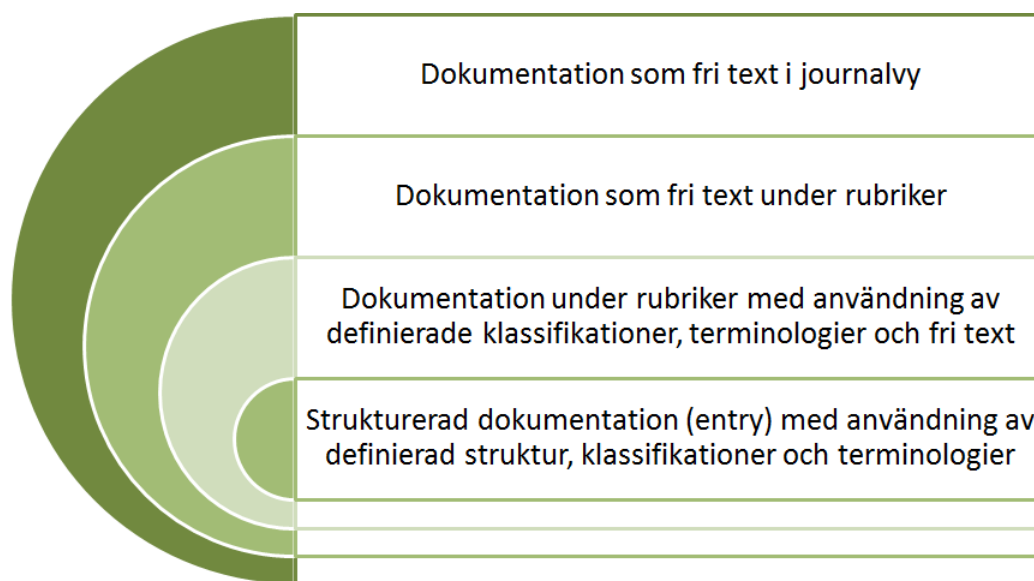 Dokumentation som fri text i journalvy
Dokumentation som fri text under rubriker
Dokumentation under rubriker med användning av
definierade klassifikationer, terminologier och fri text
Strukturerad dokumentation (entry) med användning av
definierad struktur, klassifikationer och terminologier